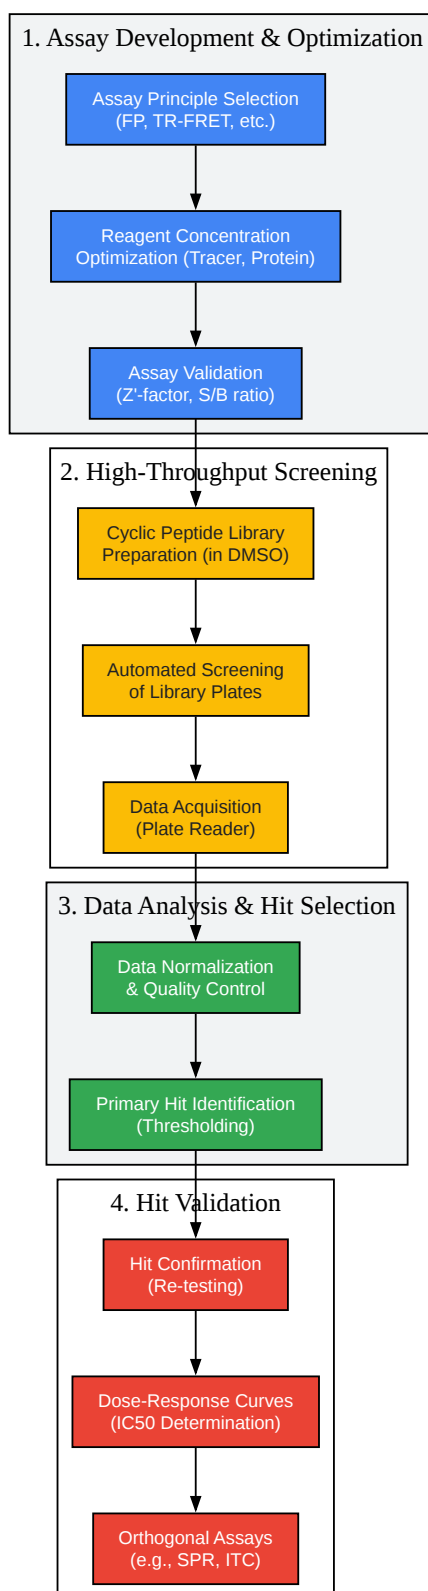 1. Assay Development & Optimization
Assay Principle Selection
(FP, TR-FRET, etc.)
Reagent Concentration
Optimization (Tracer, Protein)
Assay Validation
(Z'-factor, S/B ratio)
2. High-Throughput Screening
Cyclic Peptide Library
Preparation (in DMSO)
Automated Screening
of Library Plates
Data Acquisition
(Plate Reader)
3. Data Analysis & Hit Selection
Data Normalization
& Quality Control
Primary Hit Identification
(Thresholding)
4. Hit Validation
Hit Confirmation
(Re-testing)
Dose-Response Curves
(IC50 Determination)
Orthogonal Assays
(e.g., SPR, ITC)